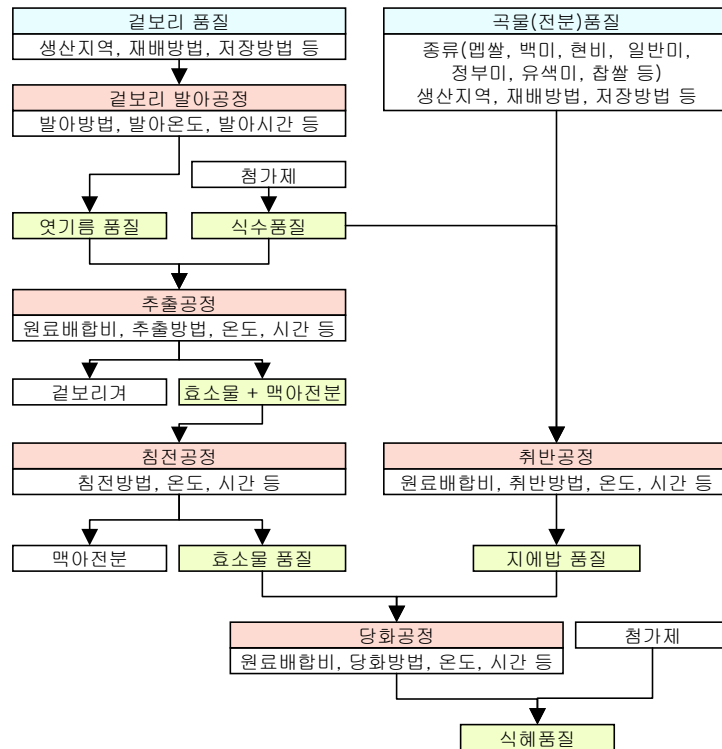 겉보리 품질
생산지역, 재배방법, 저장방법 등
곡물(전분)품질
종류(멥쌀, 백미, 현비, 일반미,
정부미, 유색미, 찹쌀 등)
생산지역, 재배방법, 저장방법 등
겉보리 발아공정
발아방법, 발아온도, 발아시간 등
첨가제
엿기름 품질
식수품질
추출공정
원료배합비, 추출방법, 온도, 시간 등
겉보리겨
효소물 + 맥아전분
침전공정
침전방법, 온도, 시간 등
취반공정
원료배합비, 취반방법, 온도, 시간 등
맥아전분
효소물 품질
지에밥 품질
당화공정
원료배합비, 당화방법, 온도, 시간 등
첨가제
식혜품질